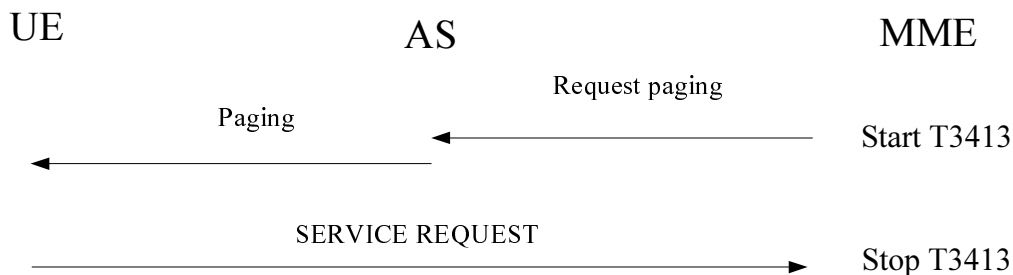 UE
AS
MME
Request paging
Paging
Start T3413
SERVICE REQUEST
Stop T3413